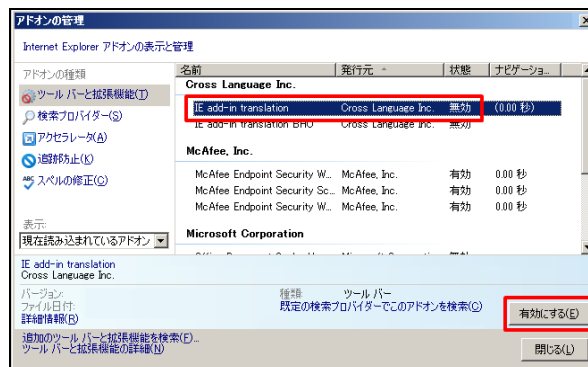 アドオンの管理
Internet Explorer アドオンの表示と管理
アドオンの種類
ツール バーと拡張機能(T)
検索プロバイダー(S)
アクセラレータ(A)
追跡防止(K)
スペルの修正(C)
表示:
現在読み込まれているアドオン
名前 発行元 状態 ナビゲーショ...
Cross Language Inc.
IE add-in translation Cross Language Inc. 無効 (0.00 秒)
IE add-in translation BHO Cross Language Inc. 無効
McAfee, Inc.
McAfee Endpoint Security W... McAfee, Inc. 有効 0.00 秒
McAfee Endpoint Security Sc... McAfee, Inc. 有効 0.00 秒
McAfee Endpoint Security W... McAfee, Inc. 有効 0.00 秒
Microsoft Corporation
IE add-in translation
Cross Language Inc.
バージョン:
ファイル日付:
詳細情報(R)
種類: ツール バー
既定の検索プロバイダーでこのアドオンを検索(C)
有効にする(E)
追加のツール バーと拡張機能を検索(F)...
ツール バーと拡張機能の詳細(N)
閉じる(L)